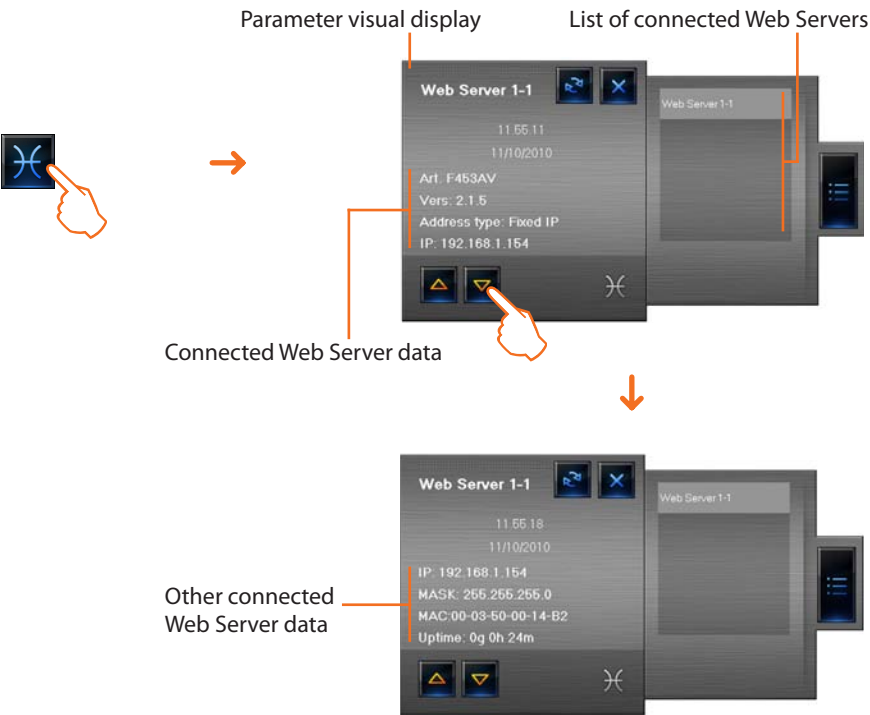 Parameter visual display
List of connected Web Servers
Web Server 1-1
Web Server 1-1
11.55.11
11/10/2010
Art. F453AV
Vers: 2.1.5
Address type: Fixed IP
IP: 192.168.1.154
Connected Web Server data
Web Server 1-1
Web Server 1-1
11.55.18
11/10/2010
IP: 192.168.1.154
MASK: 255.255.255.0
MAC:00-03-50-00-14-B2
Uptime: 0g 0h 24m
Other connected
Web Server data